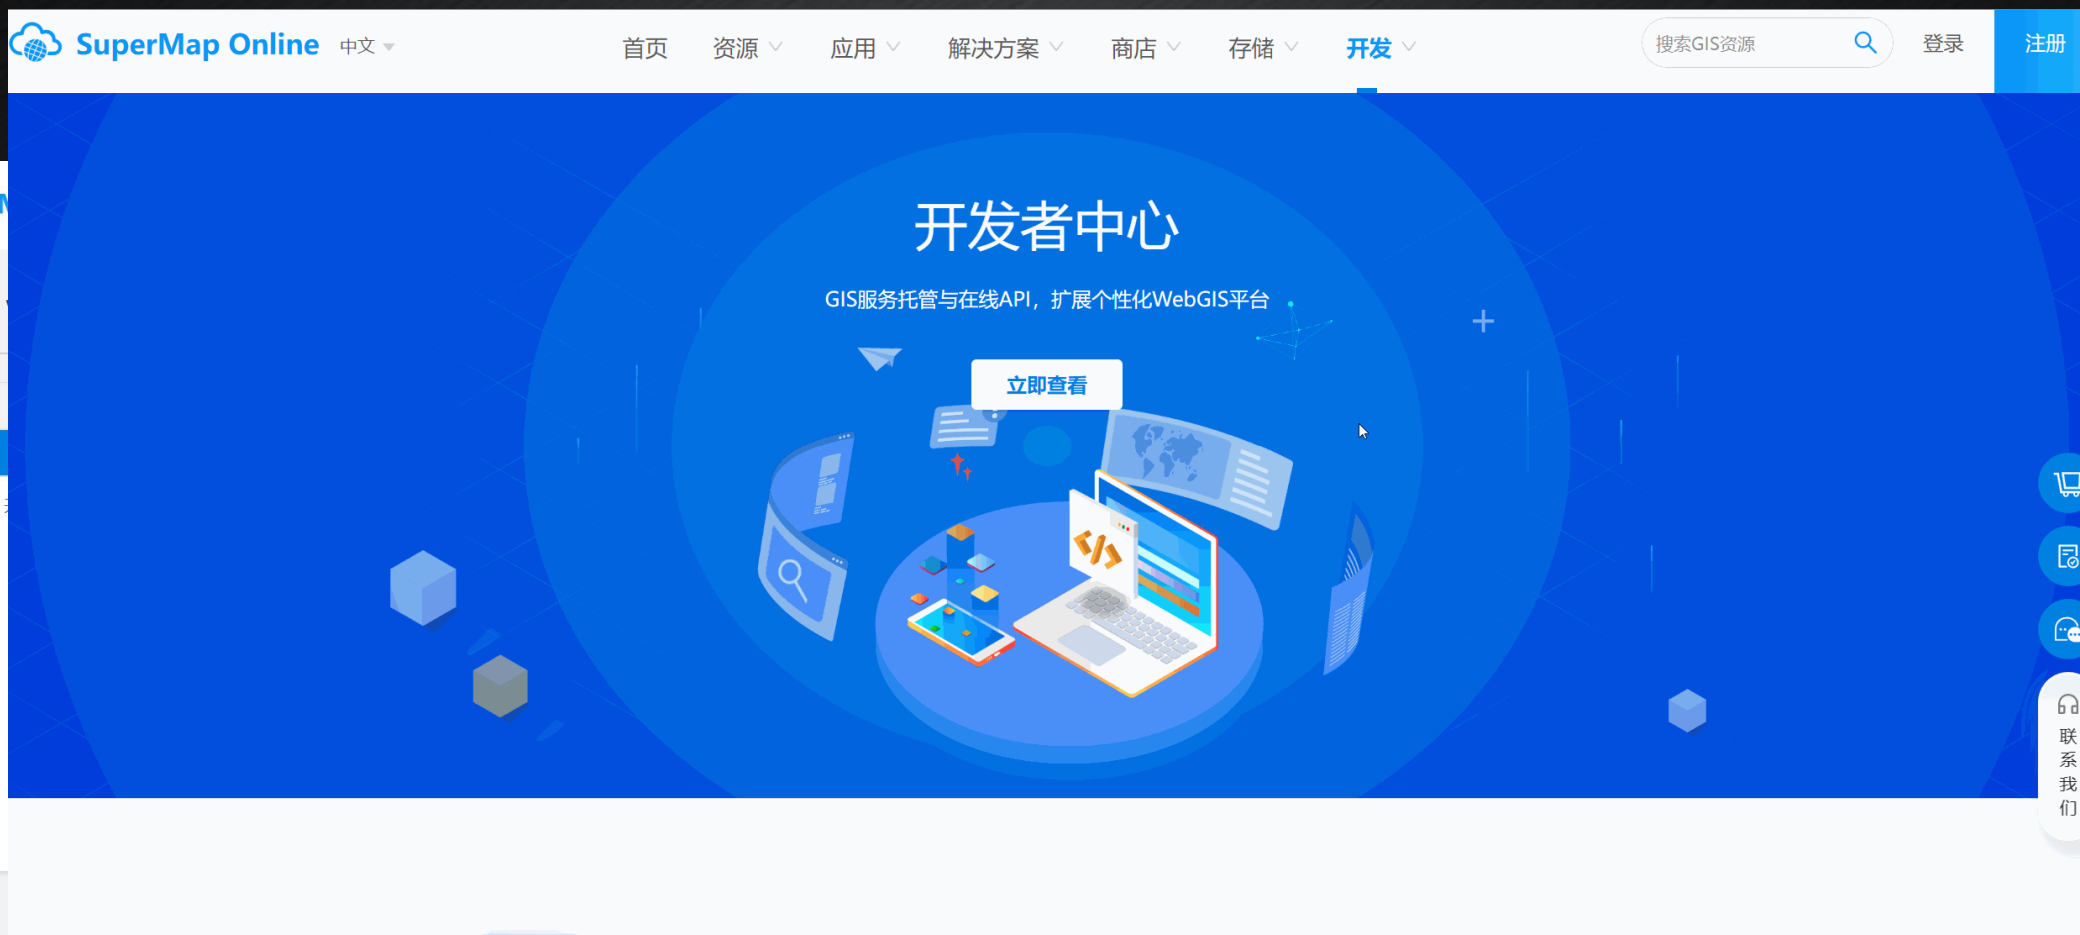 SuperMap Online 中文 首页 资源 应用 解决方案 商店 存储 开发 搜索GIS资源 登录 注册
开发者中心
GIS服务托管与在线API，扩展个性化WebGIS平台
立即查看
联
系
我
们